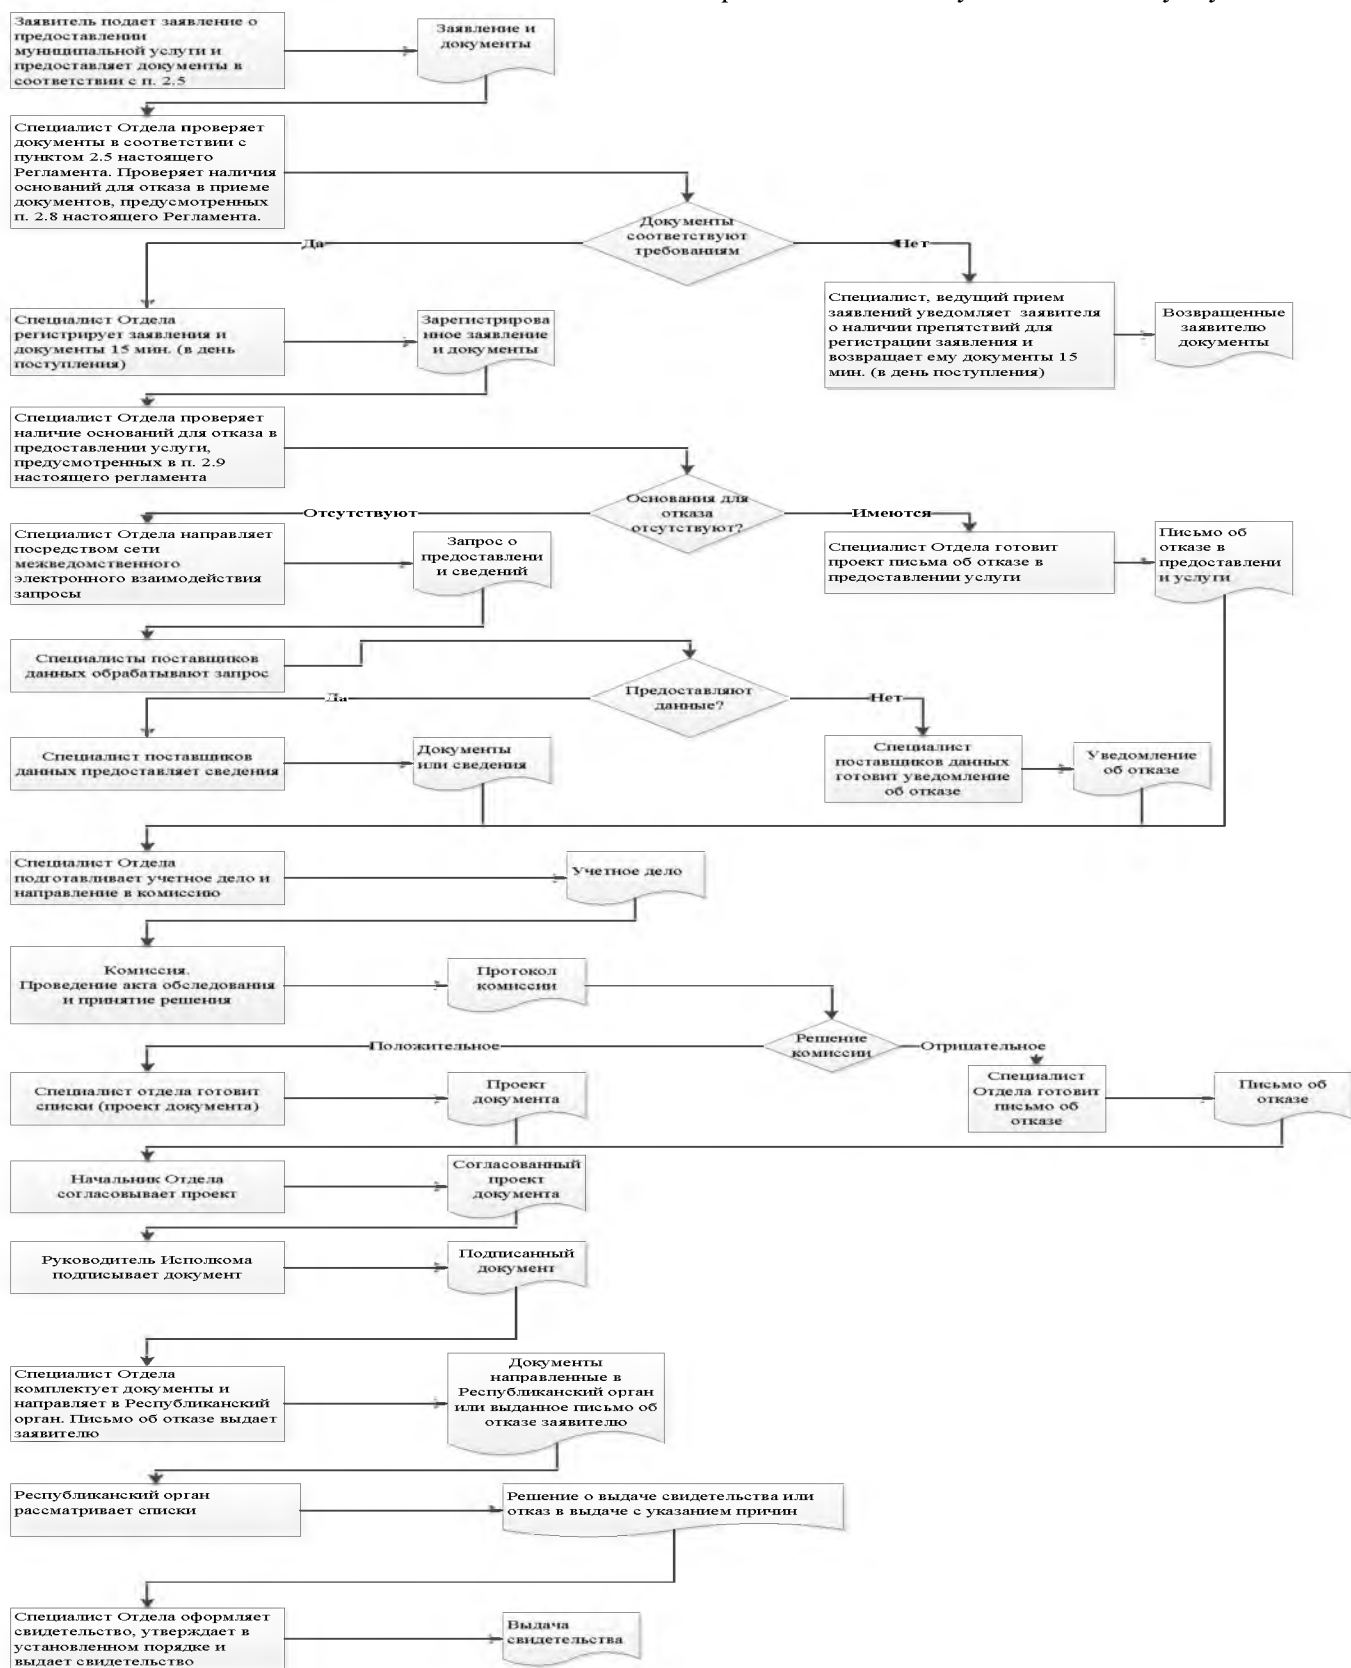 Заявитель подает заявление о
предоставлении
муниципальной услуги и
предоставляет документы в
соответствии с п. 2.5
Заявление и
документы
Специалист Отдела проверяет
документы в соответствии с
пунктом 2.5 настоящего
Регламента. Проверяет наличия
оснований для отказа в приеме
документов, предусмотренных
п. 2.8 настоящего Регламента.
Документы
соответствуют
требованиям
Да
Нет
Специалист Отдела
регистрирует заявления и
документы 15 мин. (в день
поступления)
Зарегистрирова
нное заявление
и документы
Специалист, ведущий прием
заявлений уведомляет заявителя
о наличии препятствий для
регистрации заявления и
возвращает ему документы 15
мин. (в день поступления)
Возвращенные
заявителю
документы
Специалист Отдела проверяет
наличие оснований для отказа в
предоставлении услуги,
предусмотренных в п. 2.9
настоящего регламента
Основания для
отказа
отсутствуют?
Отсутствуют
Имеются
Специалист Отдела направляет
посредством сети
межведомственного
электронного взаимодействия
запросы
Запрос о
предоставлени
и сведений
Специалист Отдела готовит
проект письма об отказе в
предоставлении услуги
Письмо об
отказе в
предоставлени
и услуги
Специалисты поставщиков
данных обрабатывают запрос
Предоставляют
данные?
Да
Нет
Специалист поставщиков
данных предоставляет сведения
Документы
или сведения
Специалист
поставщиков данных
готовит уведомление
об отказе
Уведомление
об отказе
Специалист Отдела
подготавливает учетное дело и
направление в комиссию
Учетное дело
Комиссия.
Проведение акта обследования
и принятие решения
Протокол
комиссии
Решение
комиссии
Положительное
Отрицательное
Специалист отдела готовит
списки (проект документа)
Проект
документа
Специалист
Отдела готовит
письмо об
отказе
Письмо об
отказе
Начальник Отдела
согласовывает проект
Согласованный
проект
документа
Руководитель Исполкома
подписывает документ
Подписанный
документ
Специалист Отдела
комплектует документы и
направляет в Республиканский
орган. Письмо об отказе выдает
заявителю
Документы
направленные в
Республиканский орган
или выданное письмо об
отказе заявителю
Республиканский орган
рассматривает списки
Решение о выдаче свидетельства или
отказ в выдаче с указанием причин
Специалист Отдела оформляет
свидетельство, утверждает в
установленном порядке и
выдает свидетельство
Выдача
свидетельства